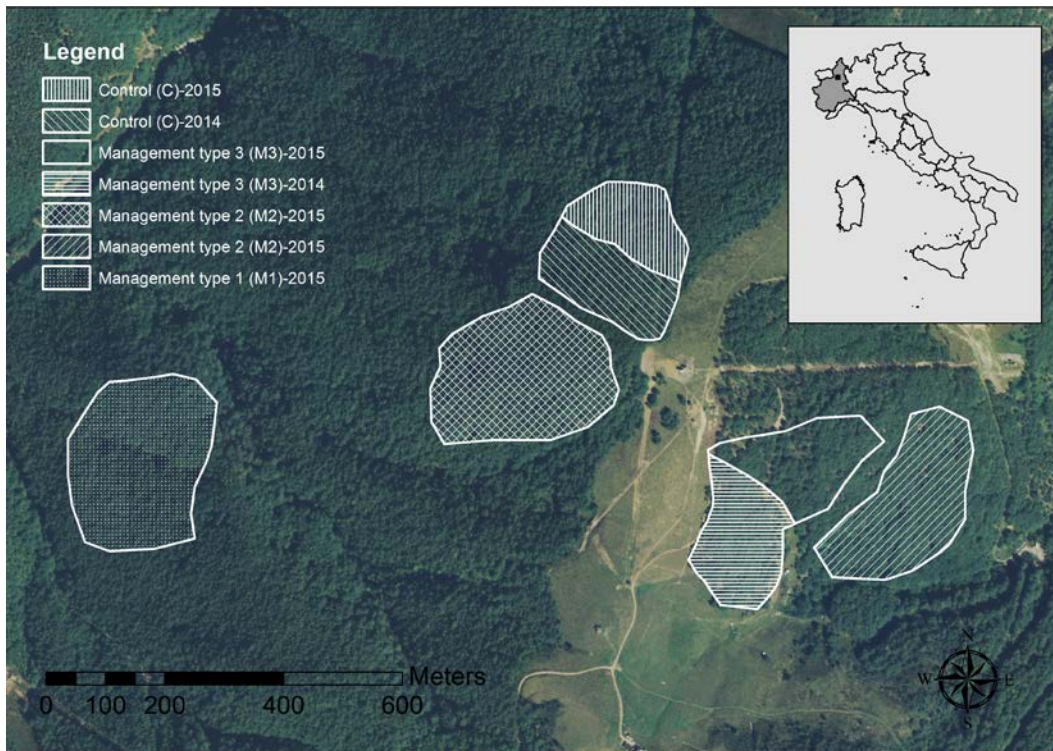 Legend
Control (C)-2015
Control (C)-2014
Management type 3 (M3)-2015
Management type 3 (M3)-2014
Management type 2 (M2)-2015
Management type 2 (M2)-2015
Management type 1 (M1)-2015
N
W E
S
Meters
0 100 200 400 600